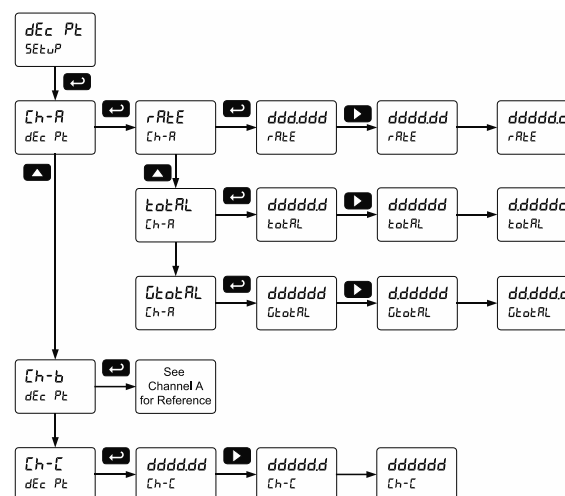 dEc Pt
SEtuP
Ch-A
dEc Pt
rAtE
Ch-A
ddd.ddd
rAtE
dddd.dd
rAtE
ddddd.d
rAtE
totAL
Ch-A
ddddd.d
totAL
dddddd
totAL
d.ddddd
totAL
GtotAL
Ch-A
dddddd
GtotAL
d.ddddd
GtotAL
dd.ddd.d
GtotAL
Ch-b
dEc Pt
See
Channel A
for Reference
Ch-C
dEc Pt
dddd.dd
Ch-C
ddddd.d
Ch-C
dddddd
Ch-C